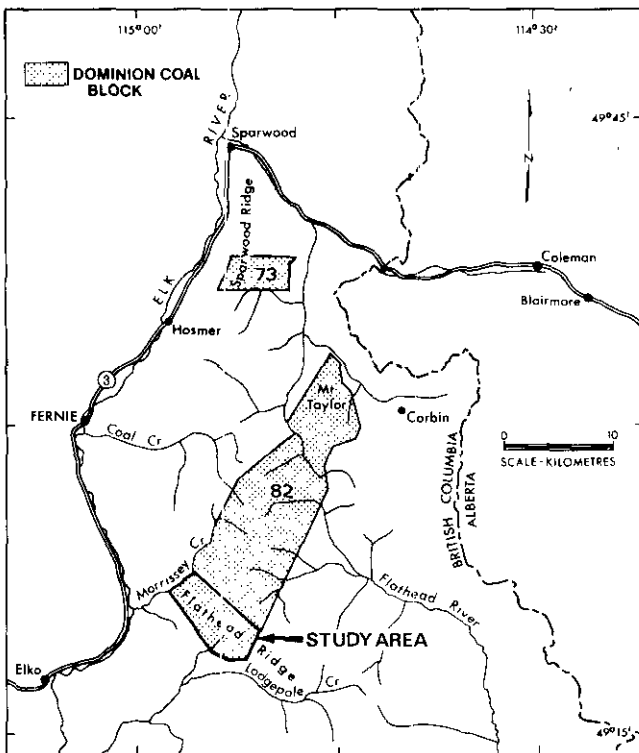 115° 00'
114° 30'
DOMINION COAL
BLOCK
49° 45'
RIVER
Sparwood
N
Sparwood Ridge
73
Coleman
ELK
Blairmore
Hosmer
3
Mt
Taylor
Corbin
FERNIE
Coal Cr
0 10
SCALE-KILOMETRES
82
BRITISH COLUMBIA
ALBERTA
Morrissey Cr
Flathead River
Flathead Ridge
STUDY AREA
Elko
Lodgepole Cr
49° 15'